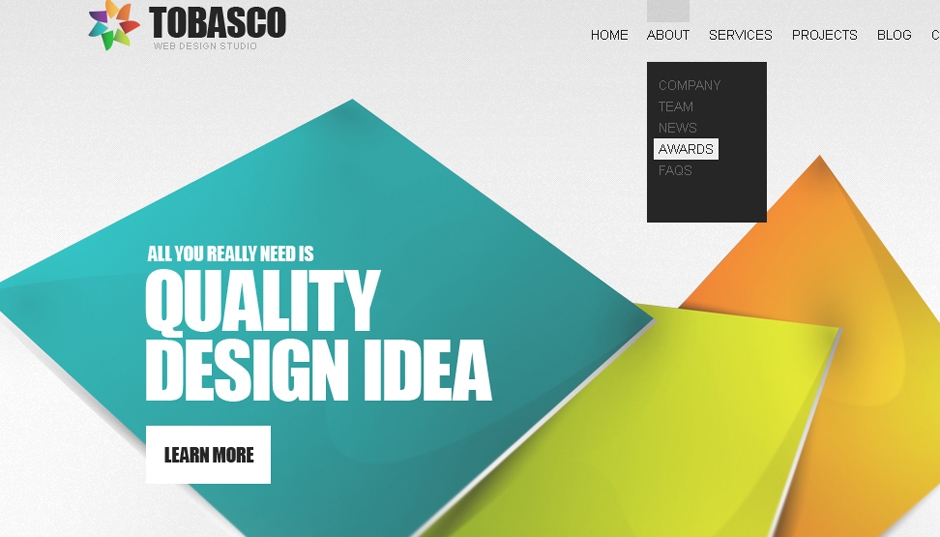 TOBASCO
WEB DESIGN STUDIO
HOME ABOUT SERVICES PROJECTS BLOG
COMPANY
TEAM
NEWS
AWARDS
FAQS
ALL YOU REALLY NEED IS
QUALITY
DESIGN IDEA
LEARN MORE